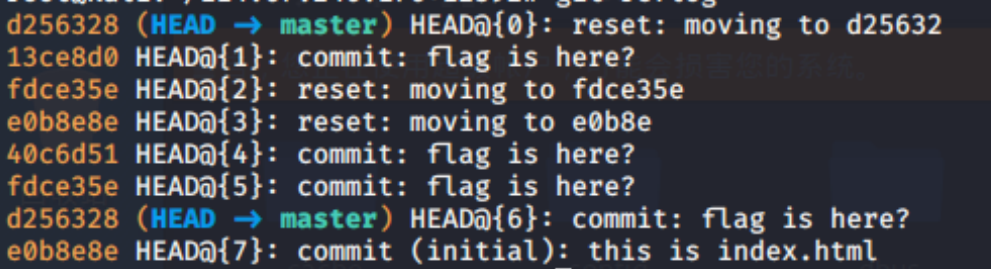 d256328 (HEAD → master) HEAD@{0}: reset: moving to d25632
13ce8d0 HEAD@{1}: commit: flag is here?
fdce35e HEAD@{2}: reset: moving to fdce35e
e0b8e8e HEAD@{3}: reset: moving to e0b8e
40c6d51 HEAD@{4}: commit: flag is here?
fdce35e HEAD@{5}: commit: flag is here?
d256328 (HEAD → master) HEAD@{6}: commit: flag is here?
e0b8e8e HEAD@{7}: commit (initial): this is index.html